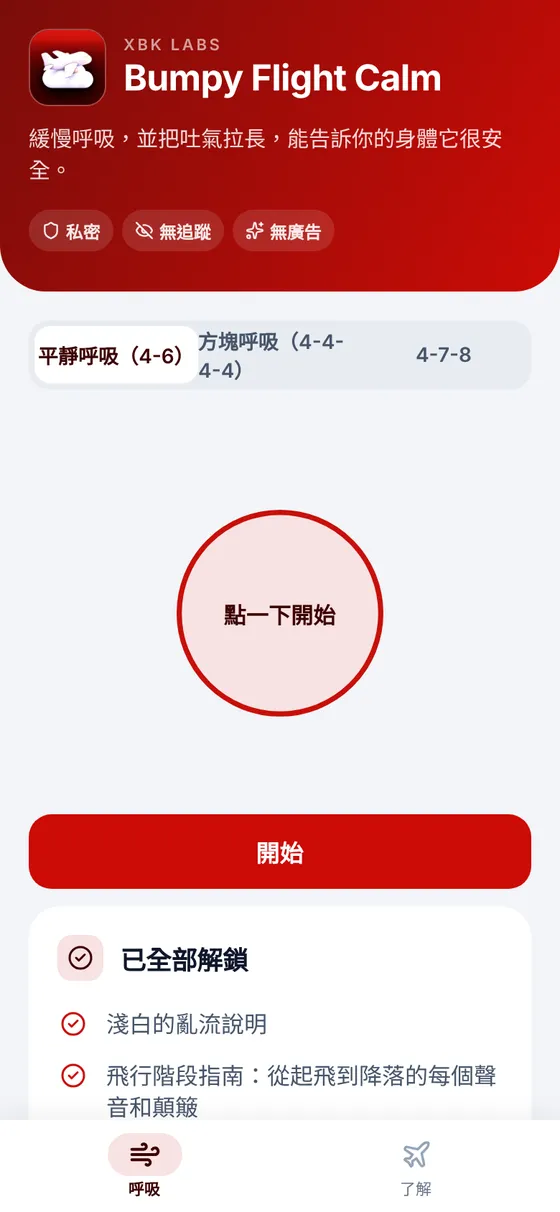 XBK LABS
Bumpy Flight Calm
緩慢呼吸，並把吐氣拉長，能告訴你的身體它很安
全。
私密
無追蹤
無廣告
平靜呼吸（4-6）
方塊呼吸（4-4-
4-4）
4-7-8
點一下開始
開始
已全部解鎖
淺白的亂流說明
飛行階段指南：從起飛到降落的每個聲
音和顛簸
呼吸
了解